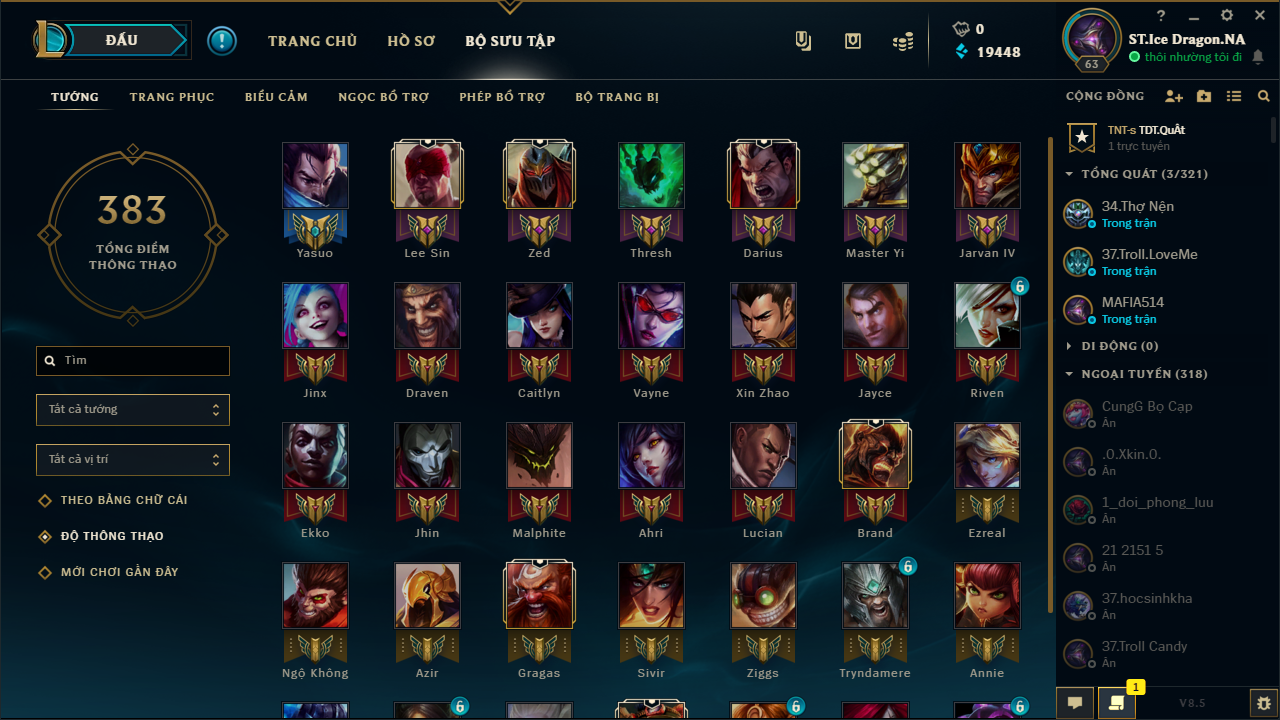 ĐẤU
TRANG CHỦ
HỒ SƠ
BỘ SƯU TẬP
0
19448
63
?
ST.Ice Dragon.NA
thôi nhường tôi đi
TƯỚNG
TRANG PHỤC
BIỂU CẢM
NGỌC BỔ TRỢ
PHÉP BỔ TRỢ
BỘ TRANG BỊ
383
TỔNG ĐIỂM
THÔNG THẠO
Tìm
Tất cả tướng
Tất cả vị trí
THEO BẢNG CHỮ CÁI
ĐỘ THÔNG THẠO
MỚI CHƠI GẦN ĐÂY
Yasuo
Lee Sin
Zed
Thresh
Darius
Master Yi
Jarvan IV
6
Jinx
Draven
Caitlyn
Vayne
Xin Zhao
Jayce
Riven
Ekko
Jhin
Malphite
Ahri
Lucian
Brand
Ezreal
6
Ngộ Không
Azir
Gragas
Sivir
Ziggs
Tryndamere
Annie
6
6
6
CỘNG ĐỒNG
TNT-s TDT.QuÂt
1 trực tuyến
TỔNG QUÁT (3/321)
34.Thợ Nện
Trong trận
37.Troll.LoveMe
Trong trận
MAFIA514
Trong trận
DI ĐỘNG (0)
NGOẠI TUYẾN (318)
CungG Bọ Cạp
Ẩn
.0.Xkin.0.
Ẩn
1_doi_phong_luu
Ẩn
21 2151 5
Ẩn
37.hocsinhkha
Ẩn
37.Troll Candy
Ẩn
1
V8.5